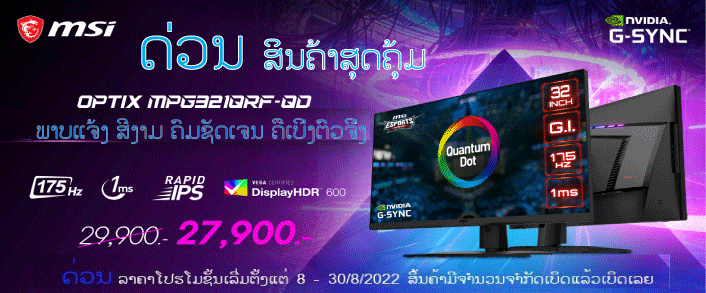 msi
ດ່ວນ ສິນຄ້າສຸດຄຸ້ມ
NVIDIA
G-SYNC
OPTIX MPG321QRF-QD
ພາບແຈ້ງ ສີງາມ ຄົມຊັດເຈນ ຄືເບິ່ງຕົວຈິງ
175 Hz
1ms
RAPID IPS
VESA CERTIFIED
DisplayHDR 600
29,900.- 27,900.-
msi
ESPORTS
Quantum
Dot
32
INCH
G.I.
175
HZ
1ms
NVIDIA
G-SYNC
ດ່ວນ ລາຄາໂປຣໂມຊັ້ນເລີ່ມຕັ້ງແຕ່ 8 - 30/8/2022 ສິນຄ້າມີຈຳນວນຈຳກັດເບິດແລ້ວເບິດເລຍ